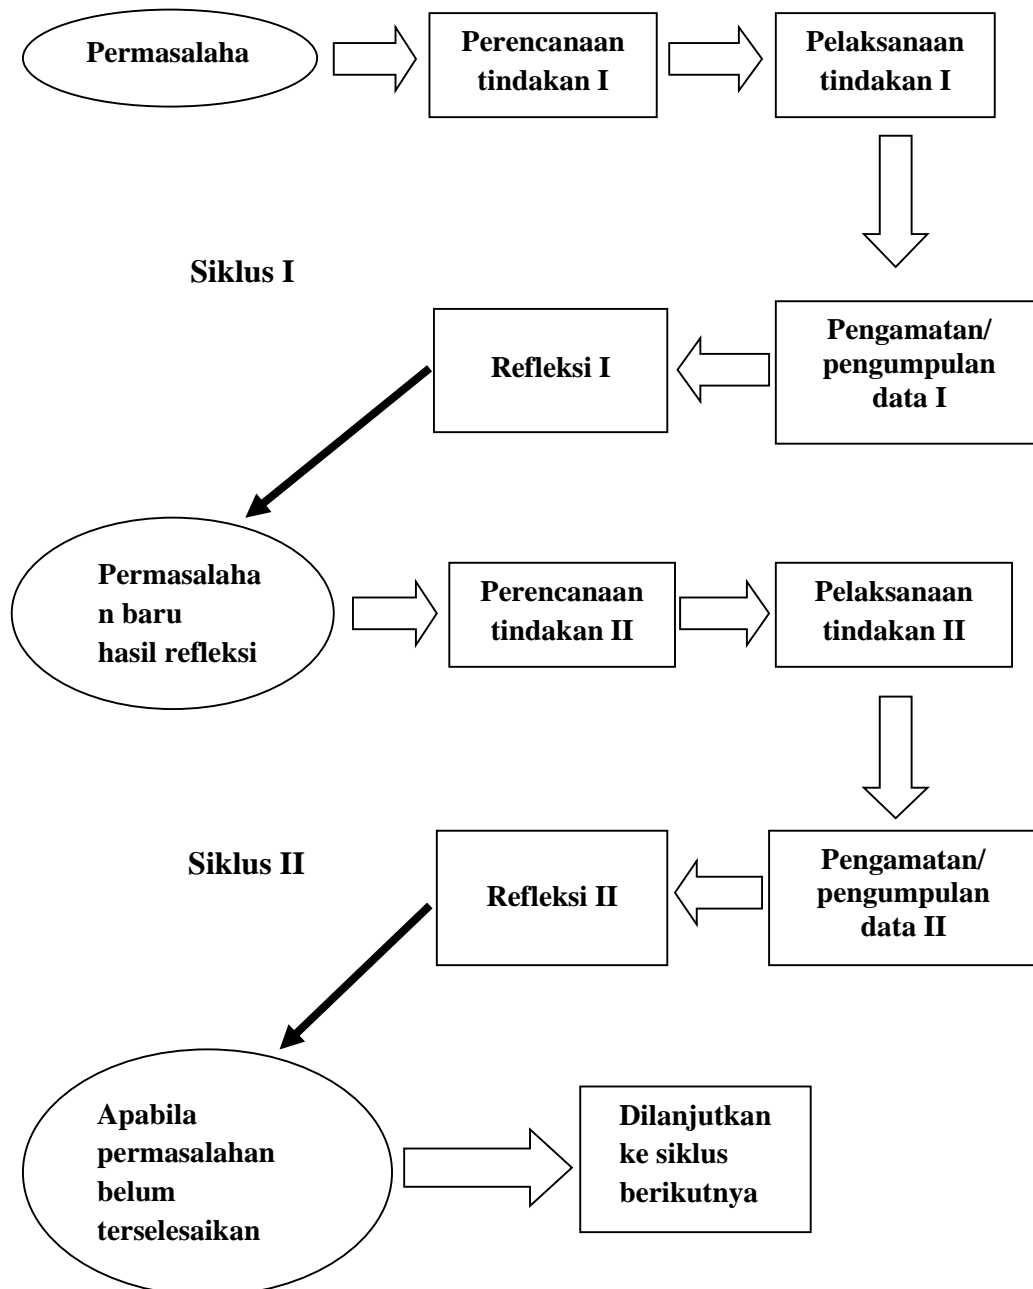 Permasalaha
Perencanaan
tindakan I
Pelaksanaan
tindakan I
Siklus I
Refleksi I
Pengamatan/
pengumpulan
data I
Permasalaha
n baru
hasil refleksi
Perencanaan
tindakan II
Pelaksanaan
tindakan II
Siklus II
Refleksi II
Pengamatan/
pengumpulan
data II
Apabila
permasalahan
belum
terselesaikan
Dilanjutkan
ke siklus
berikutnya